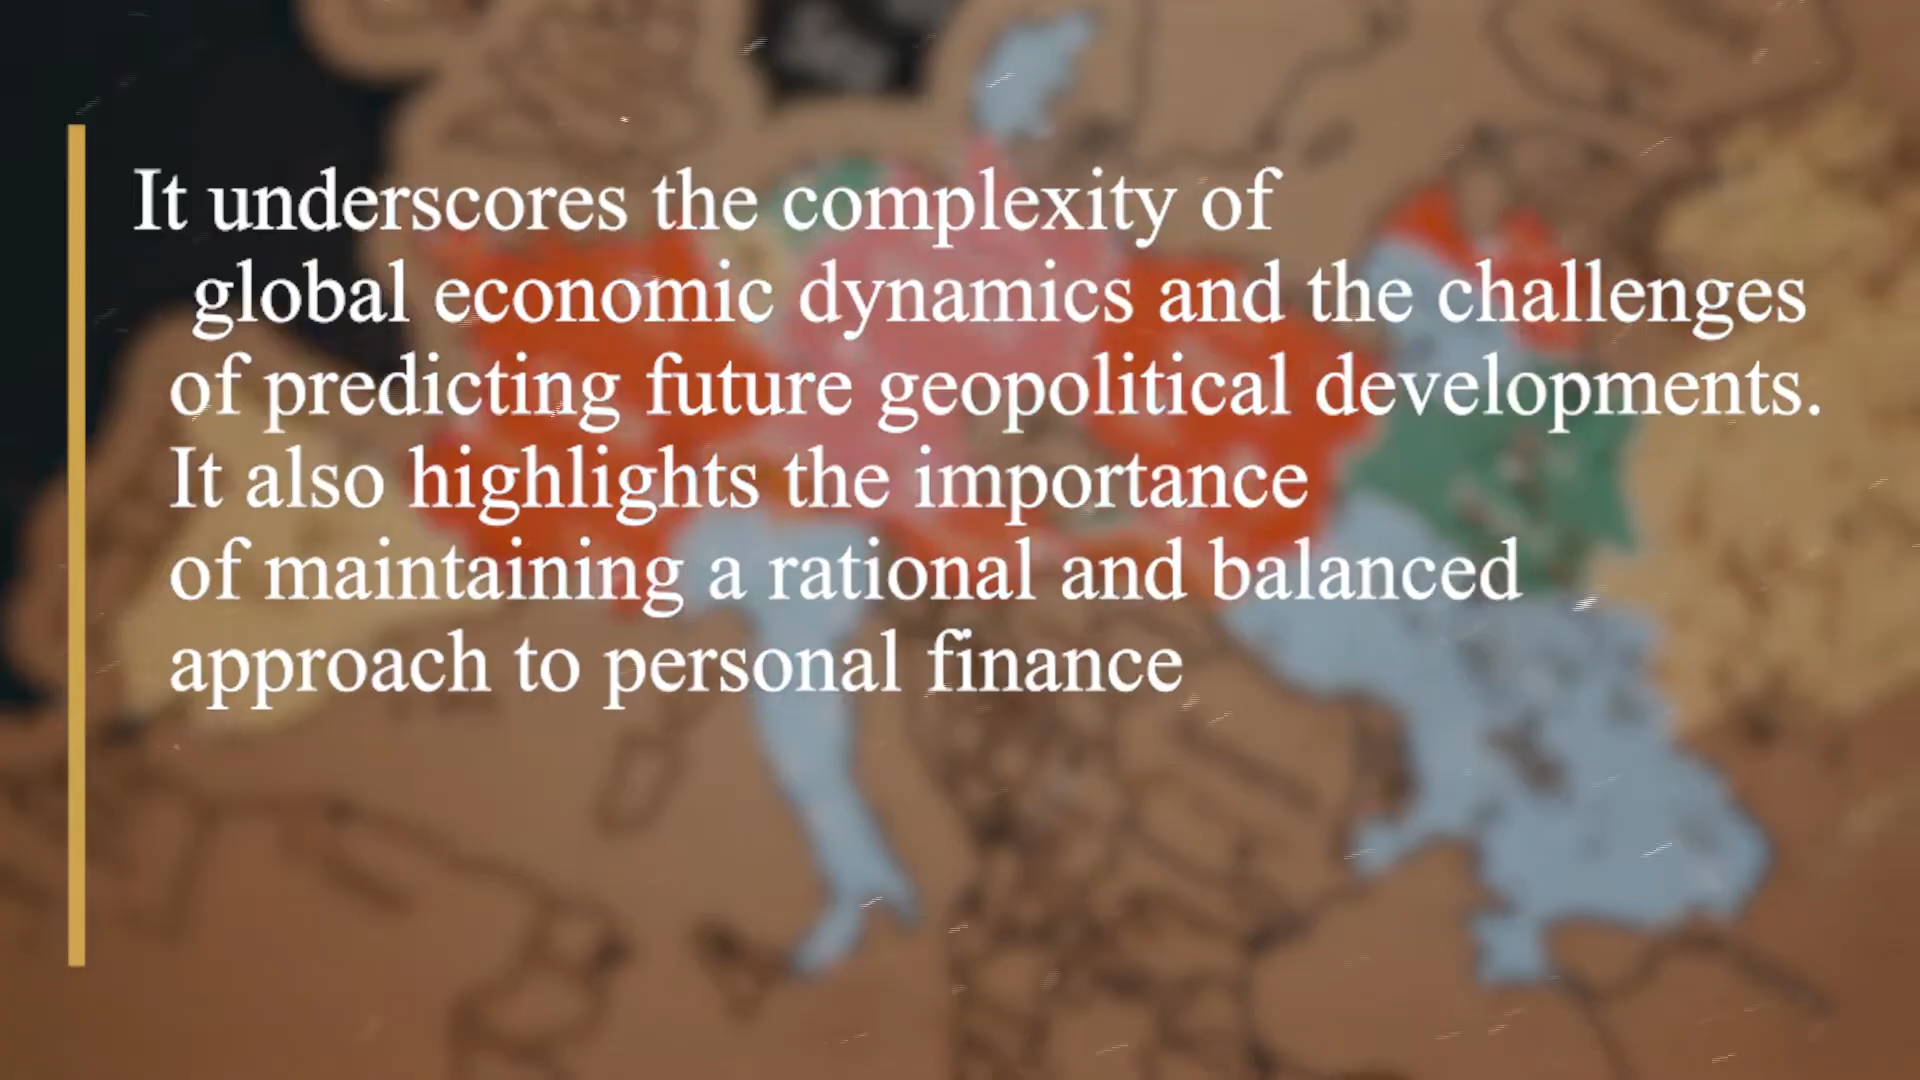 It underscores the complexity of
global economic dynamics and the challenges
of predicting future geopolitical developments.
It also highlights the importance
of maintaining a rational and balanced
approach to personal finance